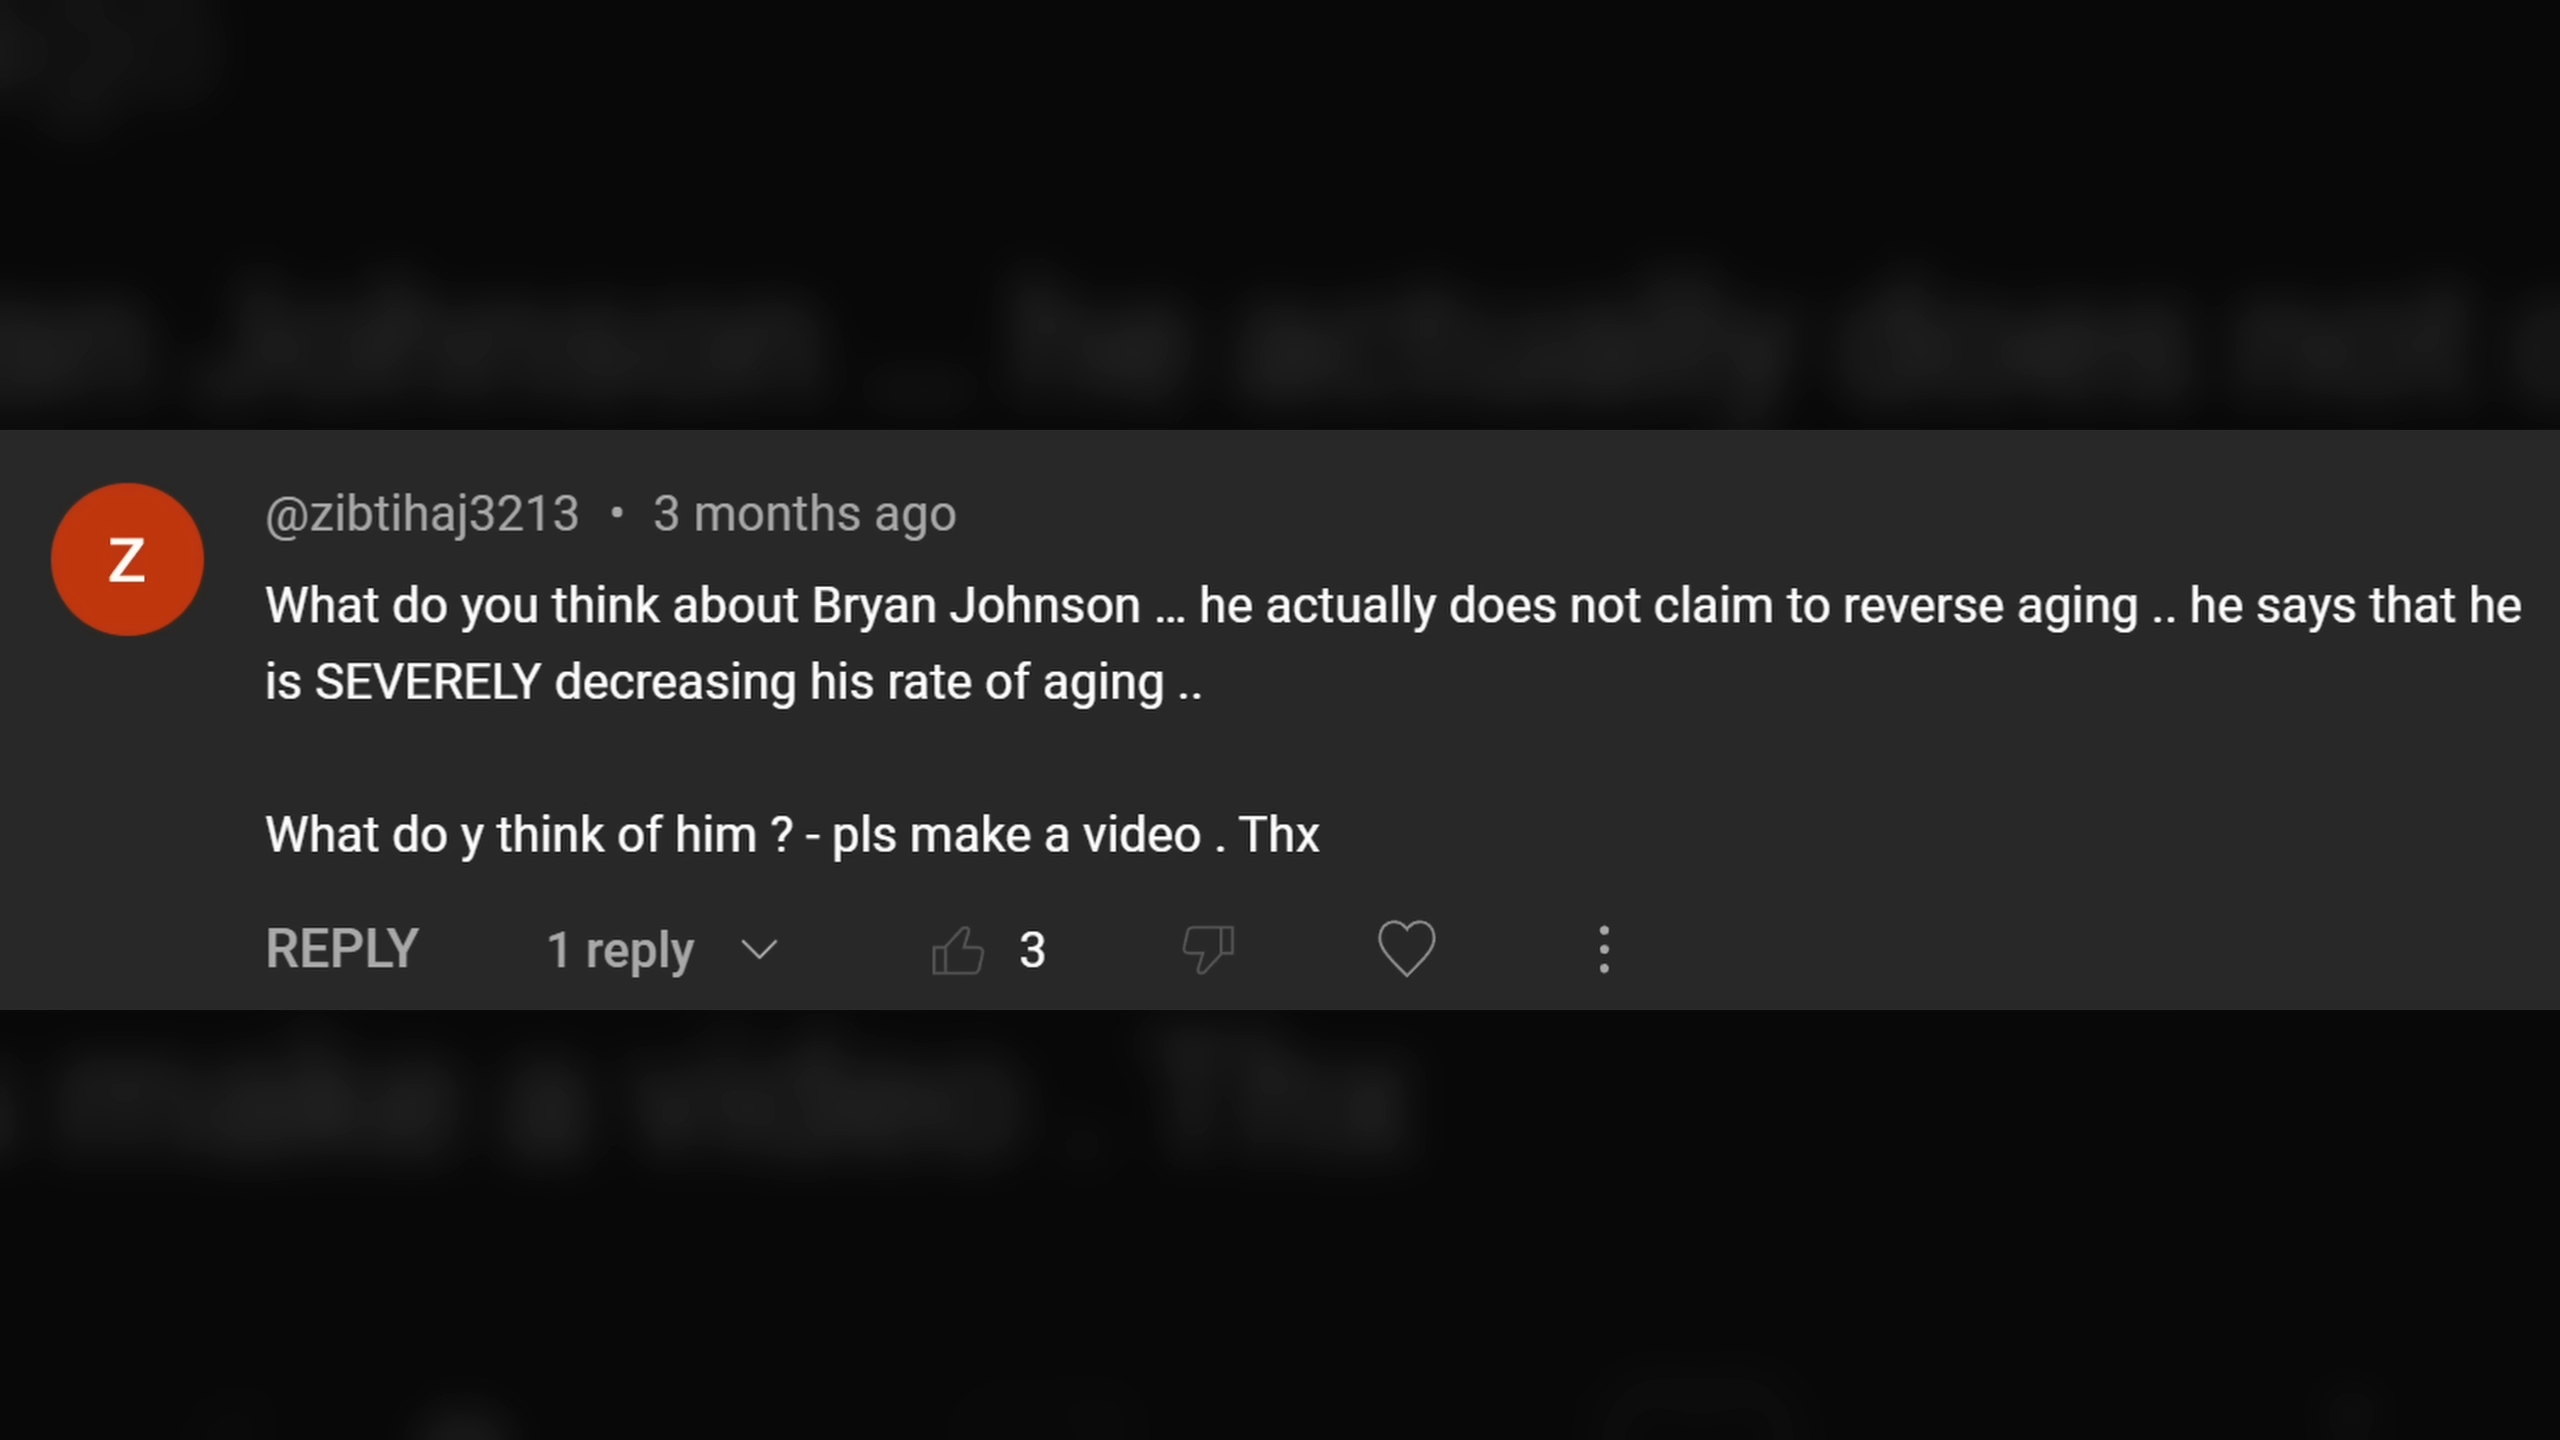 Z
@zibtihaj3213 • 3 months ago
What do you think about Bryan Johnson ... he actually does not claim to reverse aging .. he says that he
is SEVERELY decreasing his rate of aging ..
What do y think of him ? - pls make a video . Thx
REPLY 1 reply 3